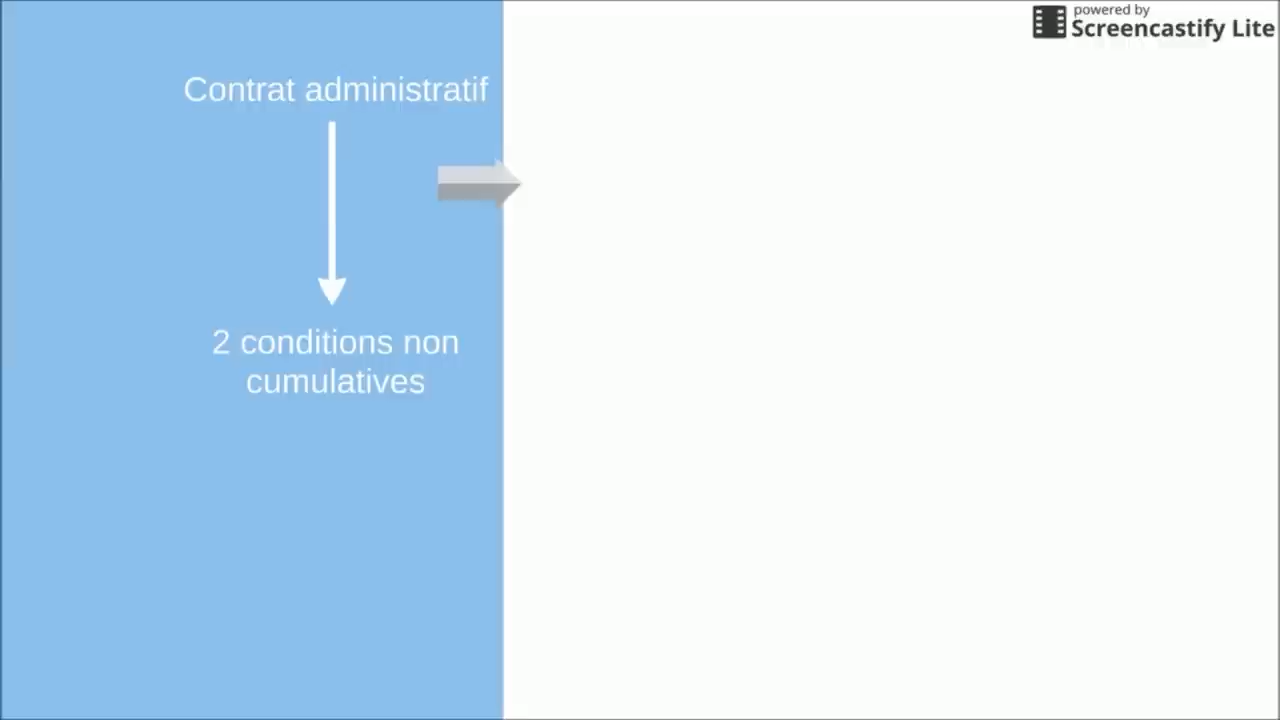 powered by
Screencastify Lite
Contrat administratif
2 conditions non
cumulatives